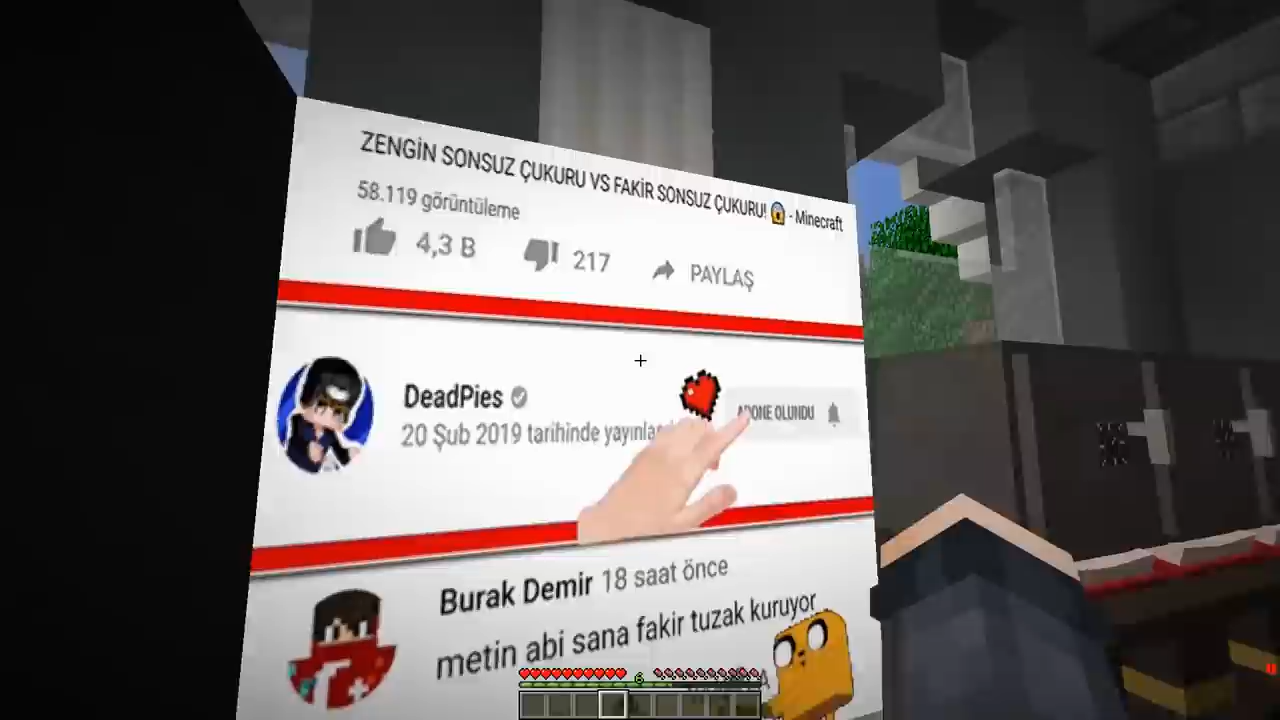 ZENGİN SONSUZ ÇUKURU VS FAKİR SONSUZ ÇUKURU! 😱 - Minecraft
58.119 görüntüleme
4,3 B 217 PAYLAŞ
DeadPies
ABONE OLUNDU
20 Şub 2019 tarihinde
Burak Demir 18 saat önce
metin abi sana fakir tuzak kuruyor
6